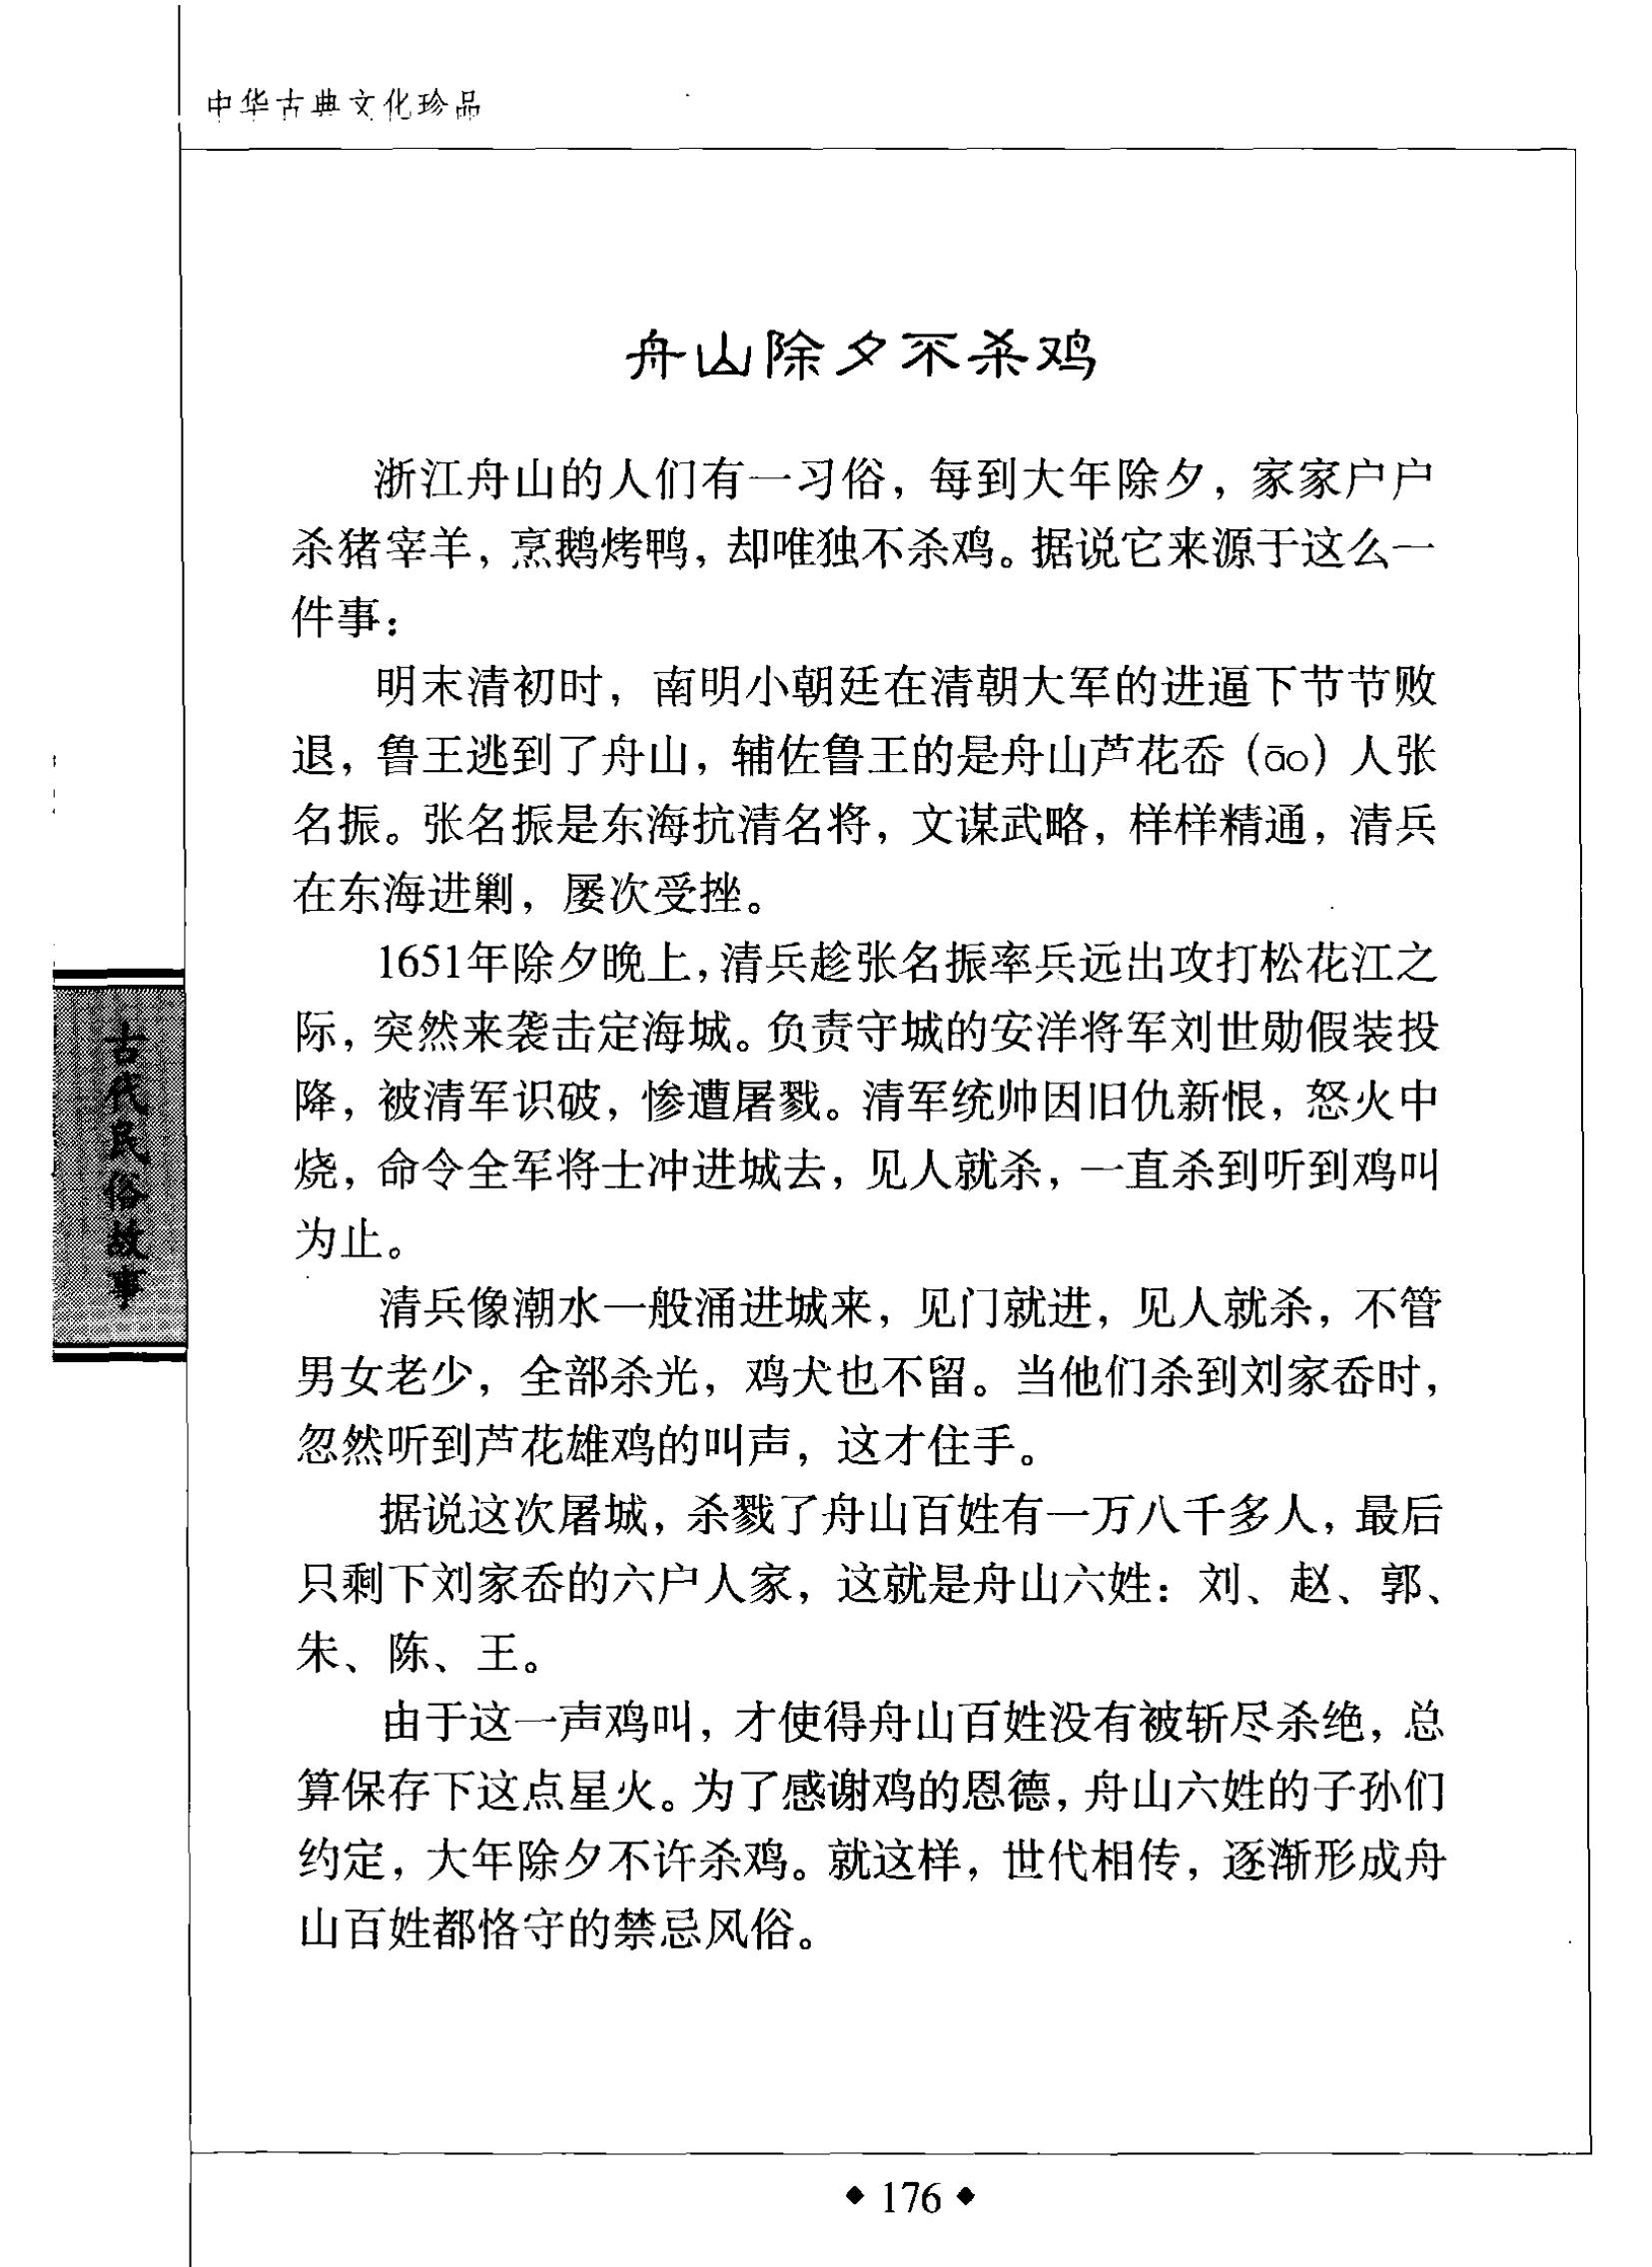 中华古典文化珍品
舟山除夕不杀鸡
浙江舟山的人们有一习俗，每到大年除夕，家家户户
杀猪宰羊，烹鹅烤鸭，却唯独不杀鸡。据说它来源于这么一
件事：
明末清初时，南明小朝廷在清朝大军的进逼下节节败
退，鲁王逃到了舟山，辅佐鲁王的是舟山芦花岙（āo）人张
名振。张名振是东海抗清名将，文谋武略，样样精通，清兵
在东海进剿，屡次受挫。
1651年除夕晚上，清兵趁张名振率兵远出攻打松花江之
际，突然来袭击定海城。负责守城的安洋将军刘世勋假装投
降，被清军识破，惨遭屠戮。清军统帅因旧仇新恨，怒火中
烧，命令全军将士冲进城去，见人就杀，一直杀到听到鸡叫
为止。
清兵像潮水一般涌进城来，见门就进，见人就杀，不管
男女老少，全部杀光，鸡犬也不留。当他们杀到刘家岙时，
忽然听到芦花雄鸡的叫声，这才住手。
据说这次屠城，杀戮了舟山百姓有一万八千多人，最后
只剩下刘家岙的六户人家，这就是舟山六姓：刘、赵、郭、
朱、陈、王。
由于这一声鸡叫，才使得舟山百姓没有被斩尽杀绝，总
算保存下这点星火。为了感谢鸡的恩德，舟山六姓的子孙们
约定，大年除夕不许杀鸡。就这样，世代相传，逐渐形成舟
山百姓都恪守的禁忌风俗。
古代民俗故事
◆ 176 ◆